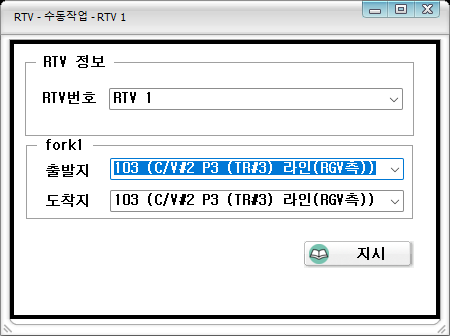 RTV - 수동작업 - RTV 1
RTV 정보
RTV번호 RTV 1
fork1
출발지 103 (C/V#2 P3 (TR#3) 라인(RGV측))
도착지 103 (C/V#2 P3 (TR#3) 라인(RGV측))
지시